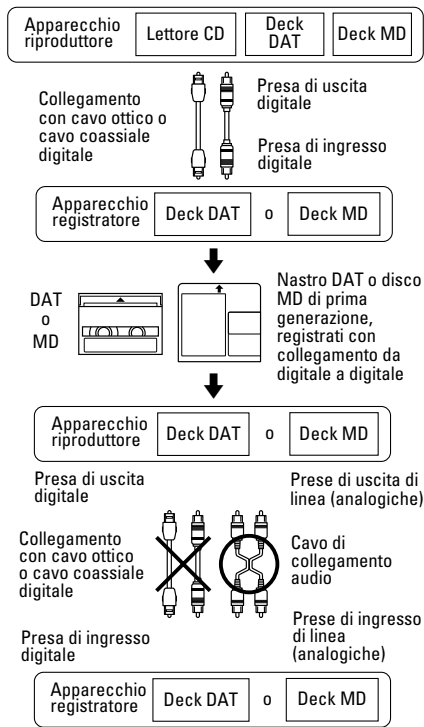 Apparecchio
riproduttore
Lettore CD
Deck
DAT
Deck MD
Collegamento
con cavo ottico o
cavo coassiale
digitale
Presa di uscita
digitale
Presa di ingresso
digitale
Apparecchio
registratore
Deck DAT
o
Deck MD
DAT
o
MD
Nastro DAT o disco
MD di prima
generazione,
registrati con
collegamento da
digitale a digitale
Apparecchio
riproduttore
Deck DAT
o
Deck MD
Presa di uscita
digitale
Prese di uscita di
linea (analogiche)
Collegamento
con cavo ottico
o cavo coassiale
digitale
Cavo di
collegamento
audio
Presa di ingresso
digitale
Prese di ingresso
di linea
(analogiche)
Apparecchio
registratore
Deck DAT
o
Deck MD